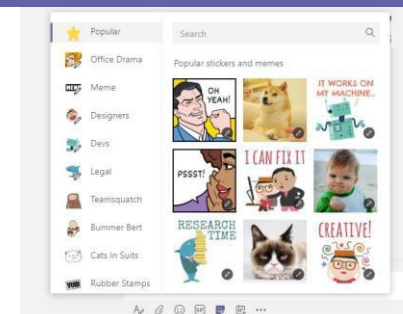 Popular
Office Drama
Meme
Designers
Devs
Legal
Teamsquatch
Bummer Bert
Cats In Suits
Rubber Stamps
Search
Popular stickers and memes
OH
YEAH!
IT WORKS ON
MY MACHINE...
PSSST!
I CAN FIX IT
RESEARCH
TIME
CREATIVE!
GIF